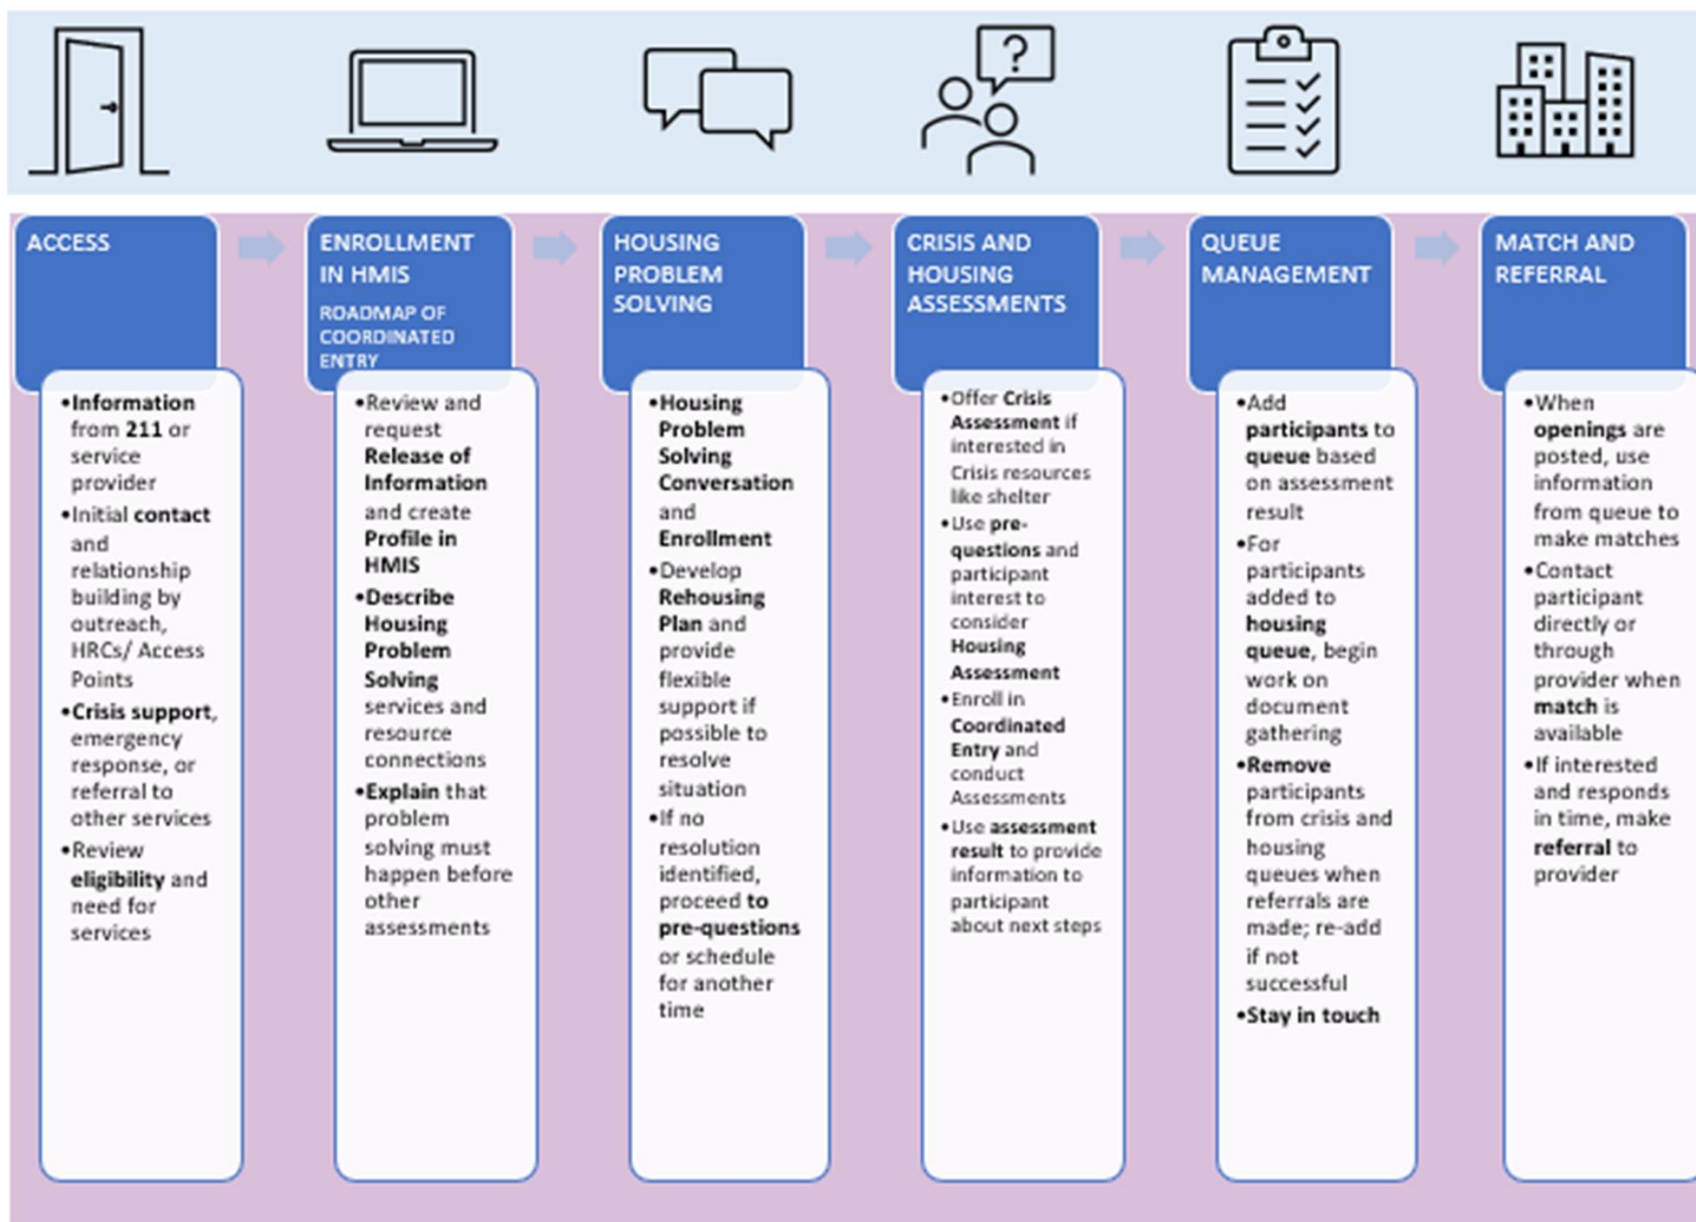 ?
ACCESS
•Information
from 211 or
service
provider
•Initial contact
and
relationship
building by
outreach,
HRCs/ Access
Points
•Crisis support,
emergency
response, or
referral to
other services
•Review
eligibility and
need for
services
ENROLLMENT
IN HMIS
ROADMAP OF
COORDINATED
ENTRY
•Review and
request
Release of
Information
and create
Profile in
HMIS
•Describe
Housing
Problem
Solving
services and
resource
connections
•Explain that
problem
solving must
happen before
other
assessments
HOUSING
PROBLEM
SOLVING
•Housing
Problem
Solving
Conversation
and
Enrollment
•Develop
Rehousing
Plan and
provide
flexible
support if
possible to
resolve
situation
•If no
resolution
identified,
proceed to
pre-questions
or schedule
for another
time
CRISIS AND
HOUSING
ASSESSMENTS
•Offer Crisis
Assessment if
interested in
Crisis resources
like shelter
•Use pre-
questions and
participant
interest to
consider
Housing
Assessment
•Enroll in
Coordinated
Entry and
conduct
Assessments
•Use assessment
result to provide
information to
participant
about next steps
QUEUE
MANAGEMENT
•Add
participants to
queue based
on assessment
result
•For
participants
added to
housing
queue, begin
work on
document
gathering
•Remove
participants
from crisis and
housing
queues when
referrals are
made; re-add
if not
successful
•Stay in touch
MATCH AND
REFERRAL
•When
openings are
posted, use
information
from queue to
make matches
•Contact
participant
directly or
through
provider when
match is
available
•If interested
and responds
in time, make
referral to
provider